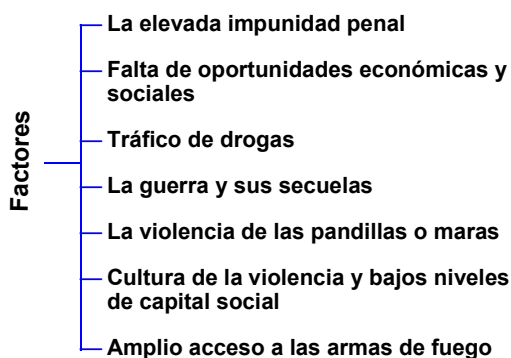 Factores
La elevada impunidad penal
Falta de oportunidades económicas y
sociales
Tráfico de drogas
La guerra y sus secuelas
La violencia de las pandillas o maras
Cultura de la violencia y bajos niveles
de capital social
Amplio acceso a las armas de fuego